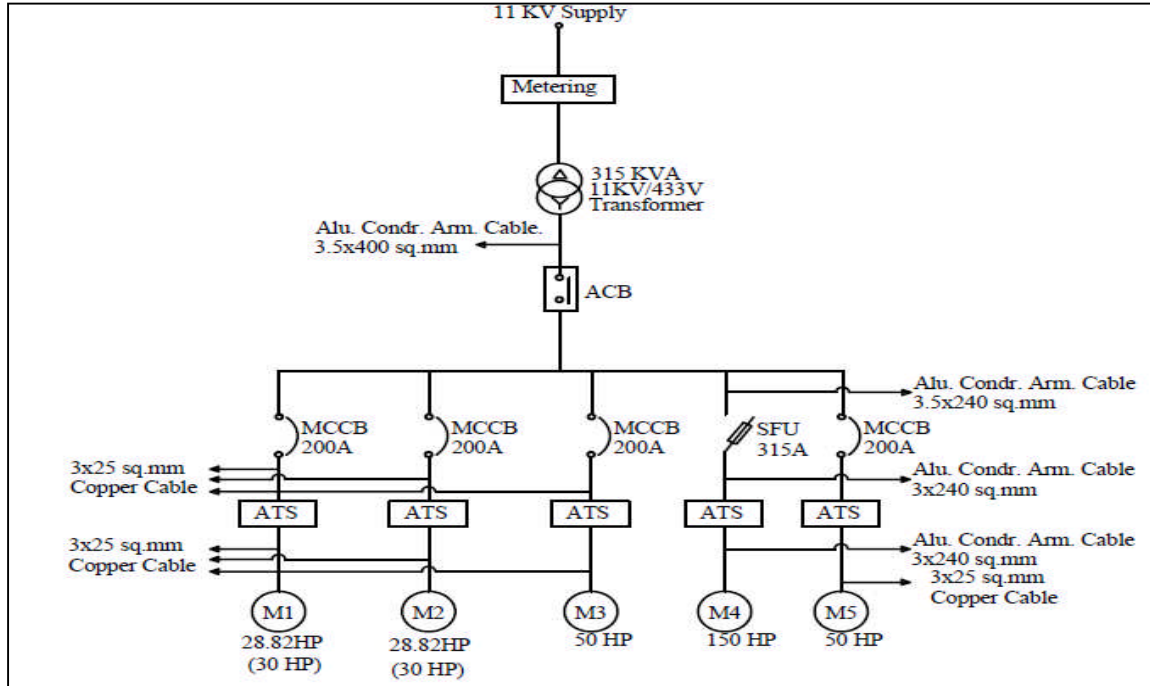 11 KV Supply
Metering
315 KVA
11KV/433V
Transformer
Alu. Condr. Arm. Cable.
3.5x400 sq.mm
ACB
Alu. Condr. Arm. Cable
3.5x240 sq.mm
MCCB
200A
MCCB
200A
MCCB
200A
SFU
315A
MCCB
200A
3x25 sq.mm
Copper Cable
Alu. Condr. Arm. Cable
3x240 sq.mm
ATS
ATS
ATS
ATS
ATS
3x25 sq.mm
Copper Cable
Alu. Condr. Arm. Cable
3x240 sq.mm
3x25 sq.mm
Copper Cable
M1
M2
M3
M4
M5
28.82HP
(30 HP)
28.82HP
(30 HP)
50 HP
150 HP
50 HP